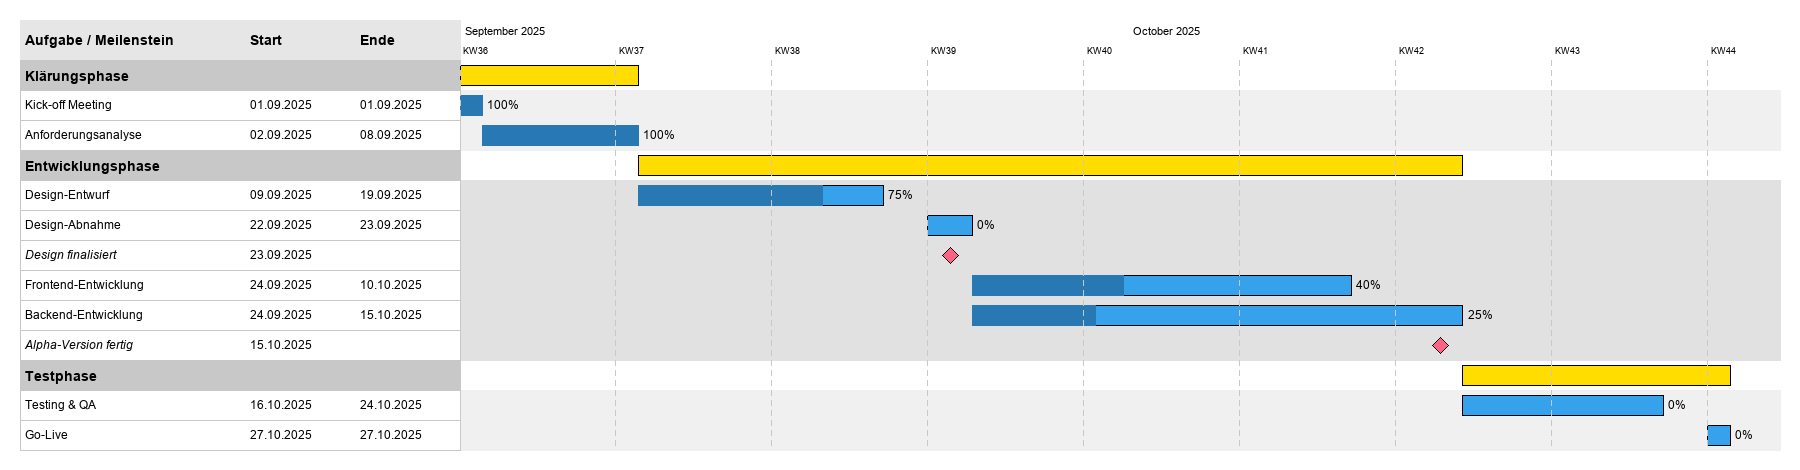 September 2025 October 2025
Aufgabe / Meilenstein Start Ende
KW36 KW37 KW38 KW39 KW40 KW41 KW42 KW43 KW44
Klärungsphase
Kick-off Meeting 01.09.2025 01.09.2025 100%
Anforderungsanalyse 02.09.2025 08.09.2025 100%
Entwicklungsphase
Design-Entwurf 09.09.2025 19.09.2025 75%
Design-Abnahme 22.09.2025 23.09.2025 0%
Design finalisiert 23.09.2025
Frontend-Entwicklung 24.09.2025 10.10.2025 40%
Backend-Entwicklung 24.09.2025 15.10.2025 25%
Alpha-Version fertig 15.10.2025
Testphase
Testing & QA 16.10.2025 24.10.2025 0%
Go-Live 27.10.2025 27.10.2025 0%